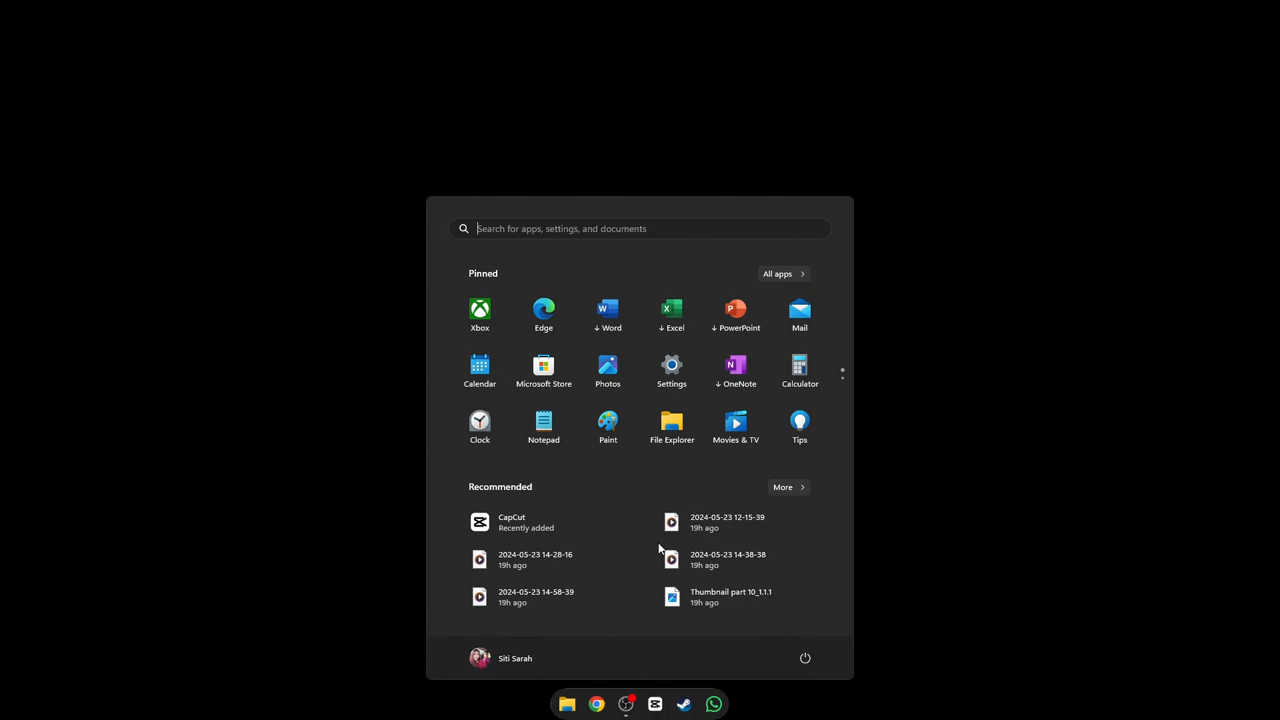 Search for apps, settings, and documents
Pinned
All apps
Xbox
Edge
↓ Word
↓ Excel
↓ PowerPoint
Mail
Calendar
Microsoft Store
Photos
Settings
↓ OneNote
Calculator
Clock
Notepad
Paint
File Explorer
Movies & TV
Tips
Recommended
More
CapCut
Recently added
2024-05-23 12-15-39
19h ago
2024-05-23 14-28-16
19h ago
2024-05-23 14-38-38
19h ago
2024-05-23 14-58-39
19h ago
Thumbnail part 10_1.1.1
19h ago
Siti Sarah